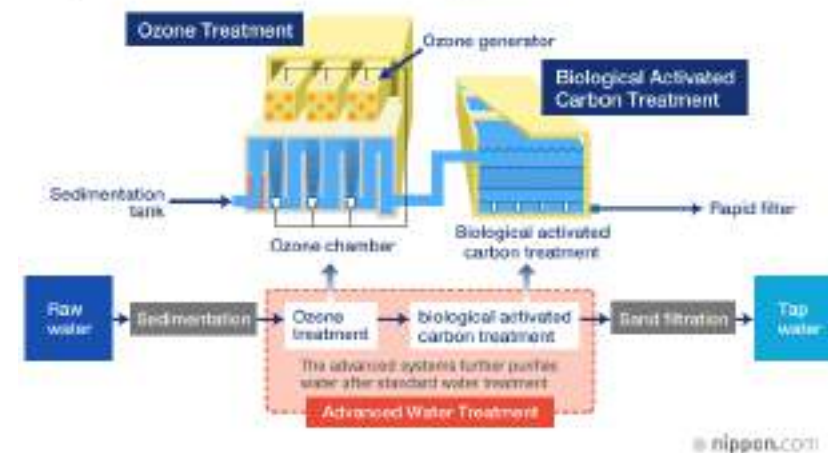 Ozone Treatment
Ozone generator
Biological Activated
Carbon Treatment
Sedimentation
tank
Rapid filter
Ozone chamber
Biological activated
carbon treatment
Raw
water
Sedimentation
Ozone
treatment
biological activated
carbon treatment
Sand filtration
Tap
water
The advanced systems further purifies
water after standard water treatment
Advanced Water Treatment
nippon.com